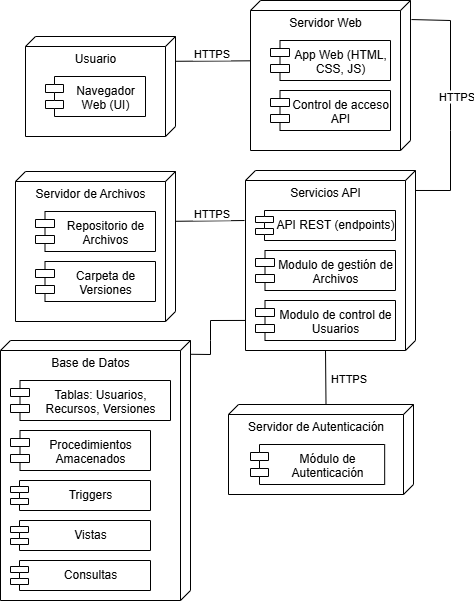 Servidor Web
Usuario
HTTPS
App Web (HTML,
CSS, JS)
Navegador
Web (UI)
Control de acceso
API
HTTPS
Servidor de Archivos
Servicios API
HTTPS
Repositorio de
Archivos
API REST (endpoints)
Carpeta de
Versiones
Modulo de gestión de
Archivos
Modulo de control de
Usuarios
Base de Datos
HTTPS
Tablas: Usuarios,
Recursos, Versiones
Servidor de Autenticación
Procedimientos
Amacenados
Módulo de
Autenticación
Triggers
Vistas
Consultas